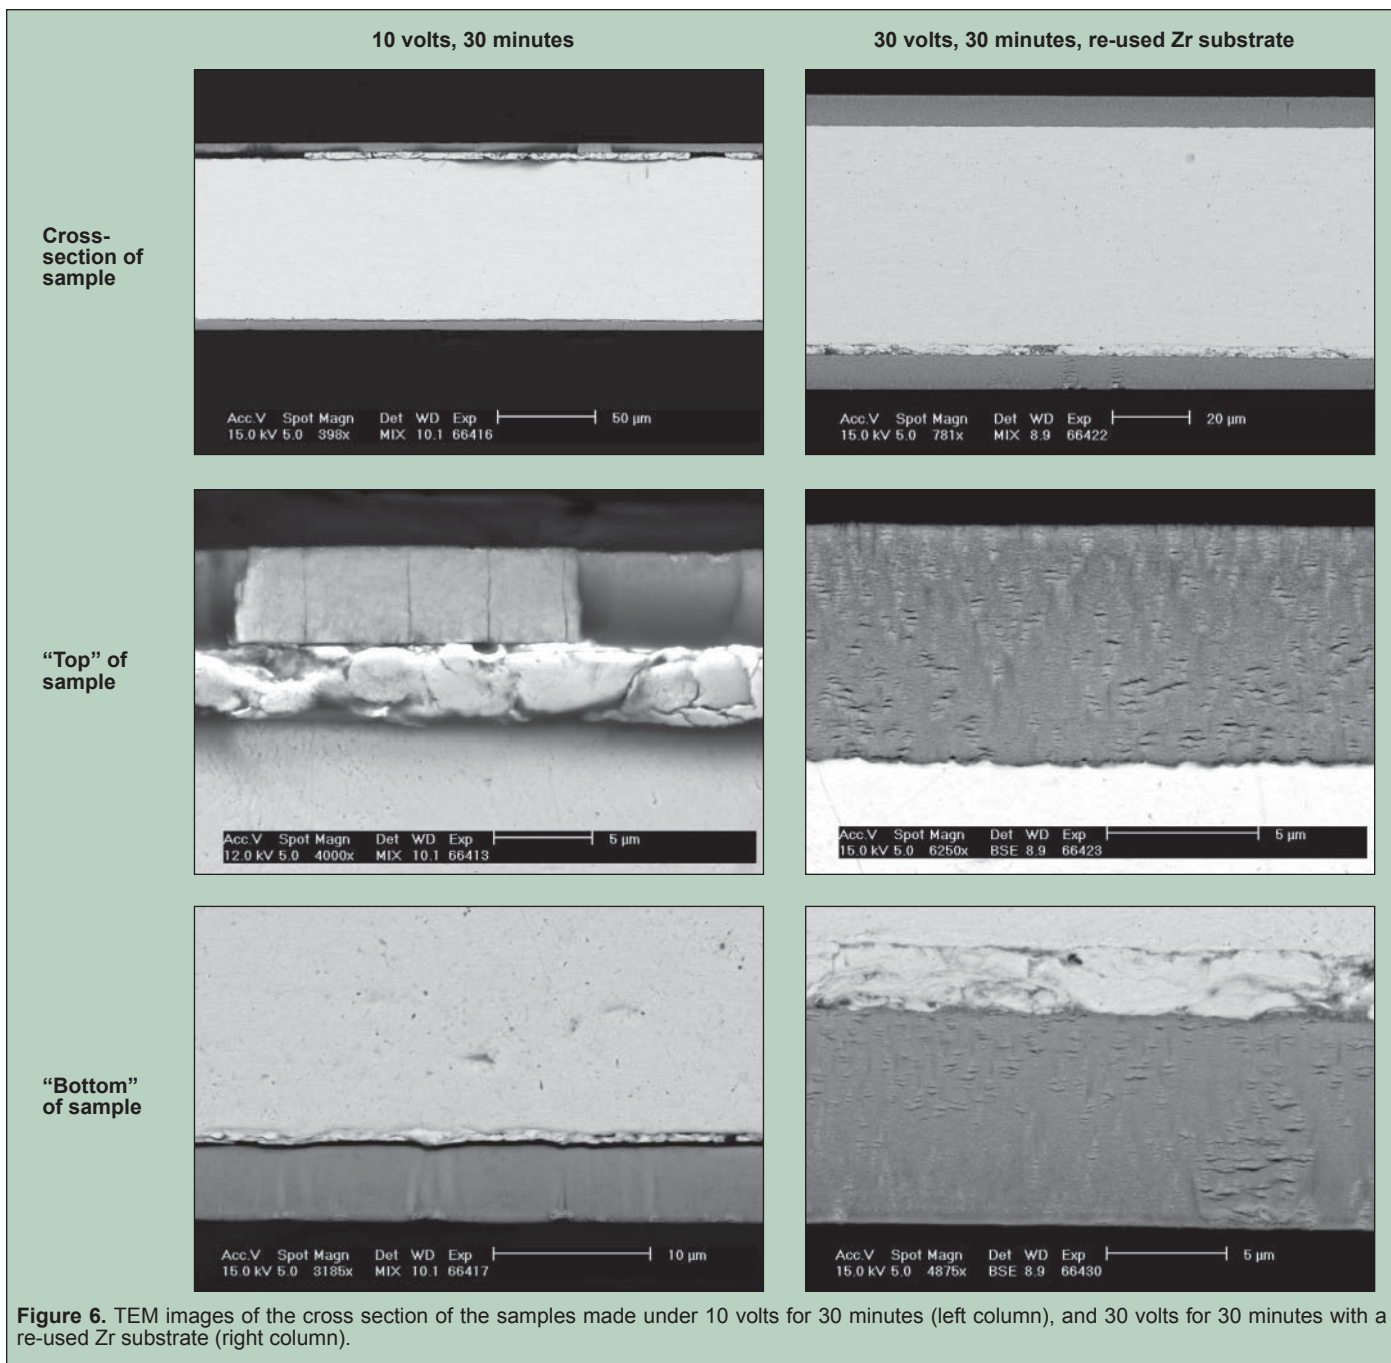 10 volts, 30 minutes
30 volts, 30 minutes, re-used Zr substrate
Cross-
section of
sample
Acc.V Spot Magn Det WD Exp 50 µm
15.0 kV 5.0 398x MIX 10.1 66416
Acc.V Spot Magn Det WD Exp 20 µm
15.0 kV 5.0 781x MIX 8.9 66422
“Top” of
sample
Acc.V Spot Magn Det WD Exp 5 µm
12.0 kV 5.0 4000x MIX 10.1 66413
Acc.V Spot Magn Det WD Exp 5 µm
15.0 kV 5.0 6250x BSE 8.9 66423
“Bottom”
of sample
Acc.V Spot Magn Det WD Exp 10 µm
15.0 kV 5.0 3185x MIX 10.1 66417
Acc.V Spot Magn Det WD Exp 5 µm
15.0 kV 5.0 4875x BSE 8.9 66430
Figure 6. TEM images of the cross section of the samples made under 10 volts for 30 minutes (left column), and 30 volts for 30 minutes with a
re-used Zr substrate (right column).